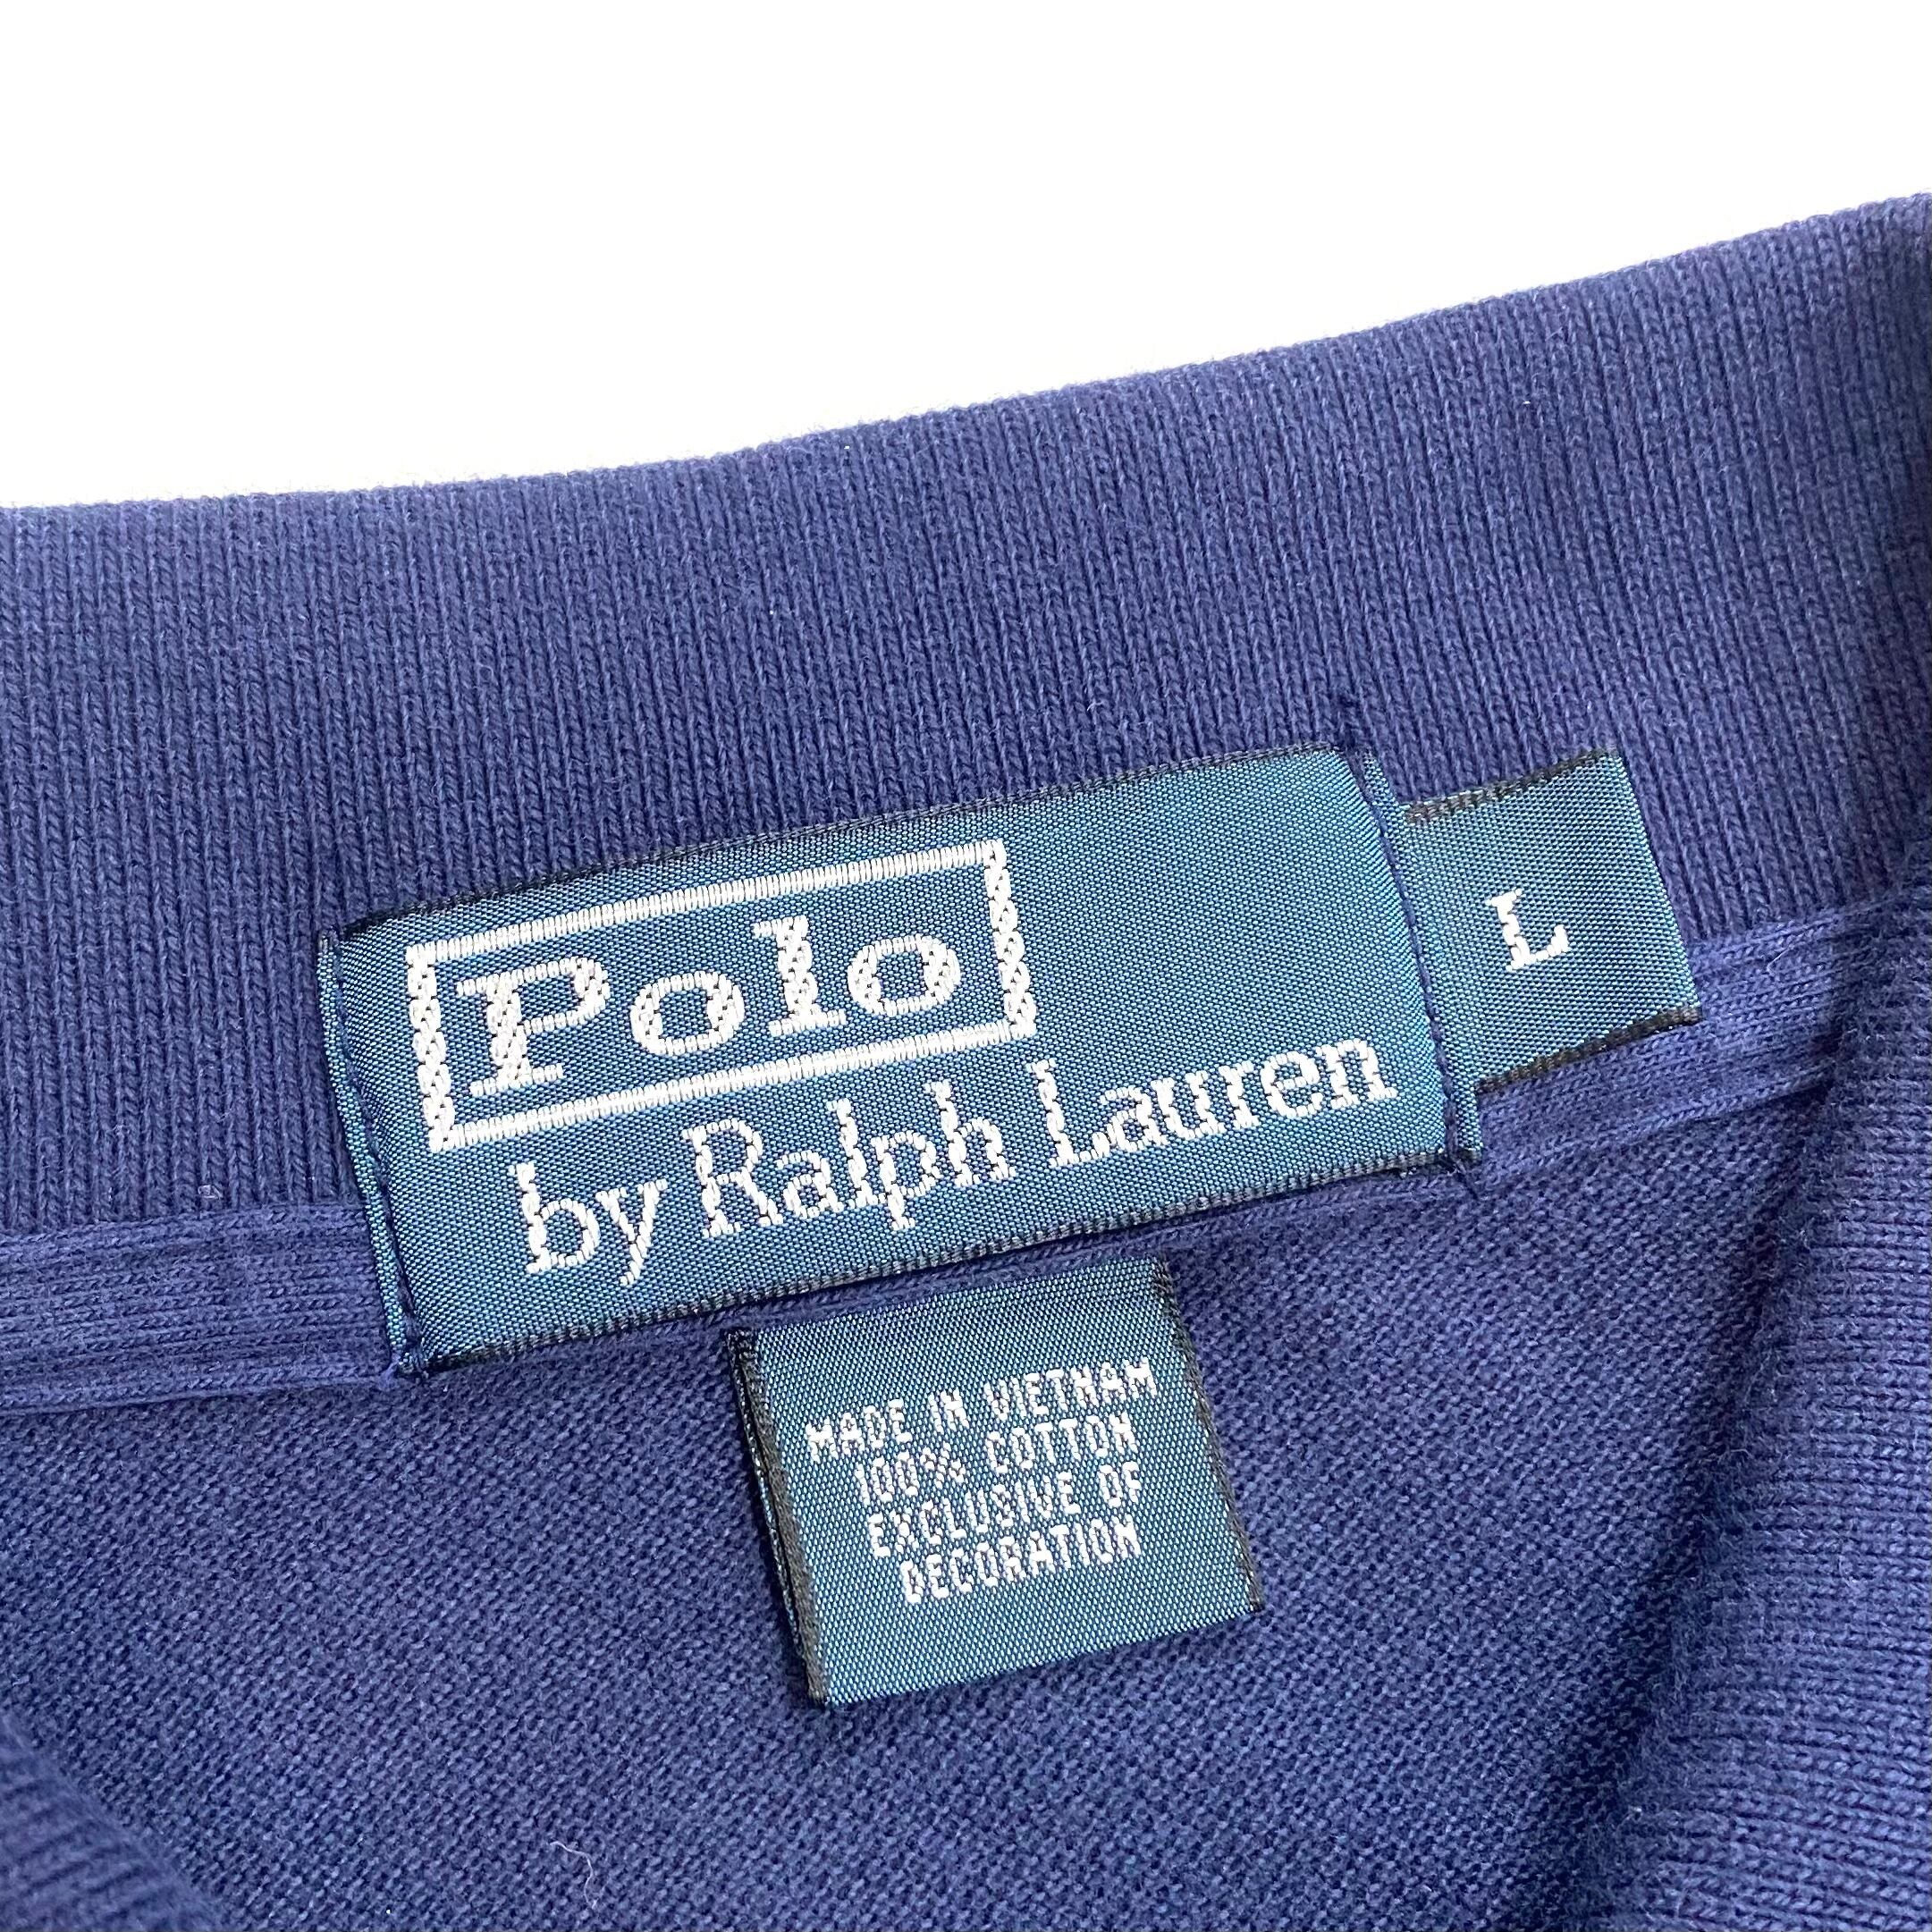 Polo
by Ralph Lauren
L
MADE IN VIETNAM
100% COTTON
EXCLUSIVE OF
DECORATION